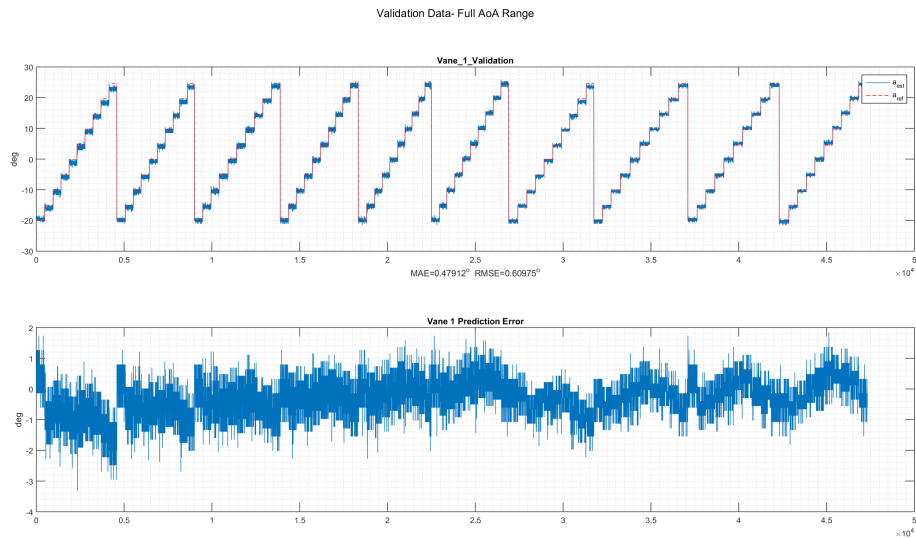 Validation Data- Full AoA Range
Vane_1_Validation
30
20
10
0
-10
-20
-30
deg
a_est
a_ref
0 0.5 1 1.5 2 2.5 3 3.5 4 4.5 5
×10^4
MAE=0.47912° RMSE=0.60975°
Vane 1 Prediction Error
2
1
0
-1
-2
-3
-4
deg
0 0.5 1 1.5 2 2.5 3 3.5 4 4.5 5
×10^4